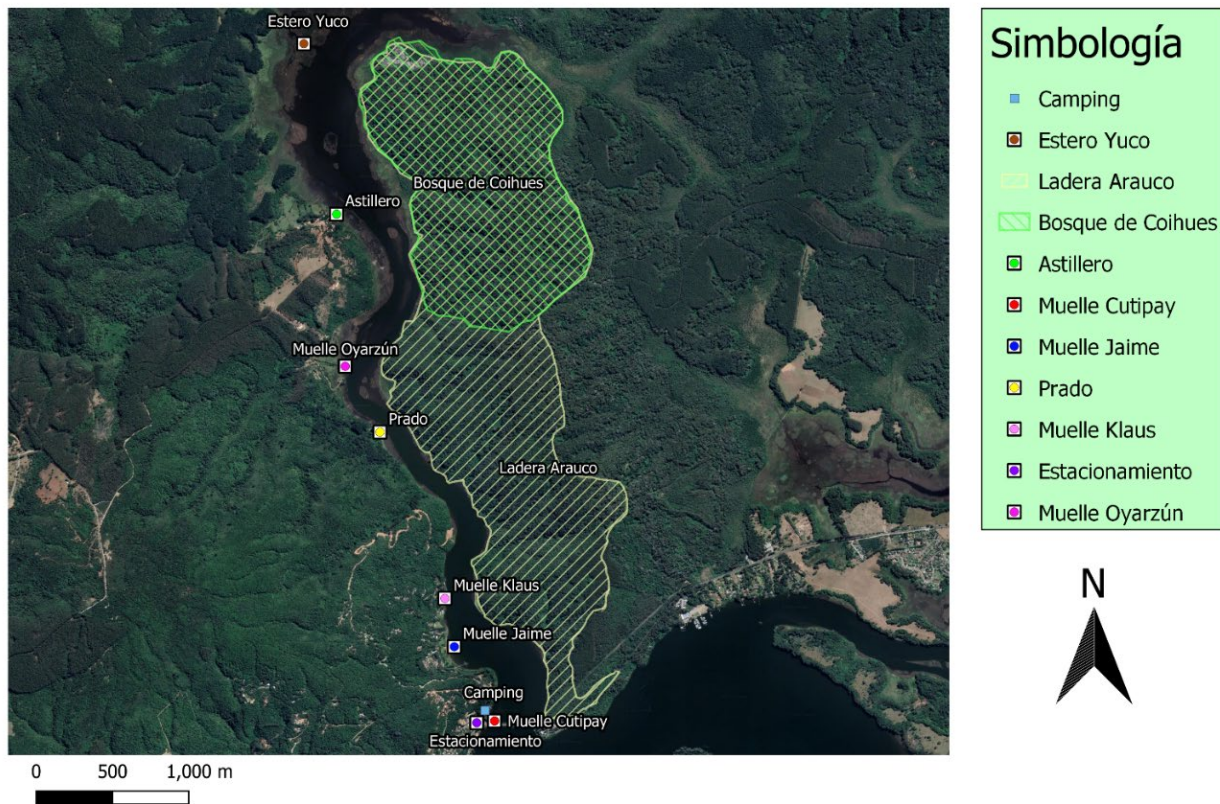 Estero Yuco
Bosque de Coihues
Astillero
Muelle Oyarzún
Prado
Ladera Arauco
Muelle Klaus
Muelle Jaime
Camping
Muelle Cutipay
Estacionamiento
0 500 1,000 m
Simbología
Camping
Estero Yuco
Ladera Arauco
Bosque de Coihues
Astillero
Muelle Cutipay
Muelle Jaime
Prado
Muelle Klaus
Estacionamiento
Muelle Oyarzún
N